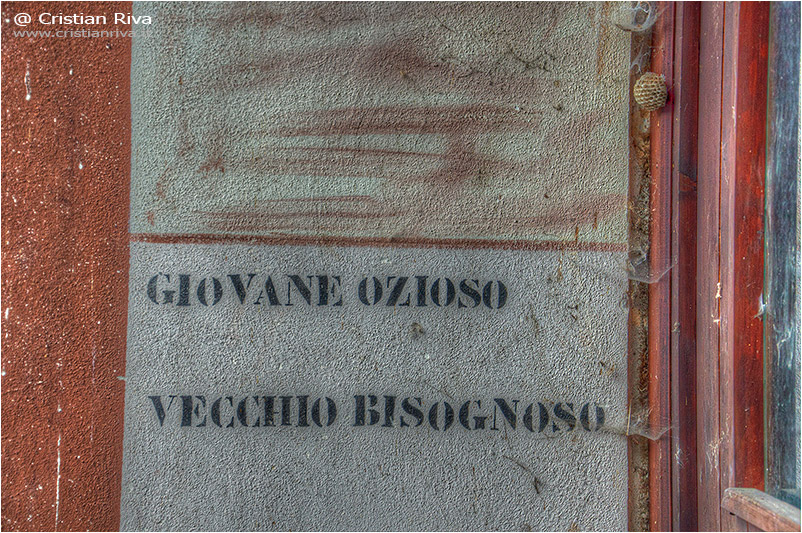 @ Cristian Riva
www.cristianriva.it
GIOVANE OZIOSO
VECCHIO BISOGNOSO